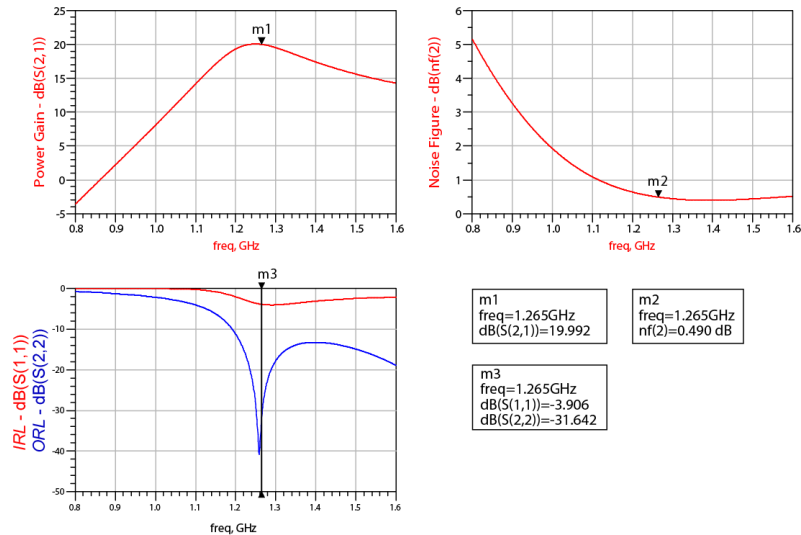 Power Gain - dB(S(2,1))
25
20
15
10
5
0
-5
m1
0.8 0.9 1.0 1.1 1.2 1.3 1.4 1.5 1.6
freq, GHz
Noise Figure - dB(nf(2)
6
5
4
3
2
1
0
m2
0.8 0.9 1.0 1.1 1.2 1.3 1.4 1.5 1.6
freq, GHz
IRL - dB(S(1,1))
ORL - dB(S(2,2))
0
-10
-20
-30
-40
-50
m3
0.8 0.9 1.0 1.1 1.2 1.3 1.4 1.5 1.6
freq, GHz
m1
freq=1.265GHz
dB(S(2,1))=19.992
m2
freq=1.265GHz
nf(2)=0.490 dB
m3
freq=1.265GHz
dB(S(1,1))=-3.906
dB(S(2,2))=-31.642